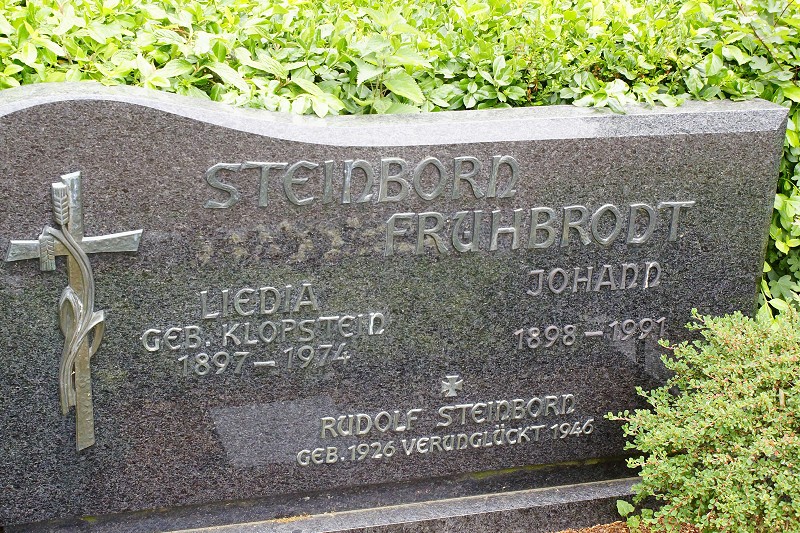 STEINBORN
FRUHBRODT
LIEDIA
GEB. KLOPSTEIN
1897 – 1974
JOHANN
1898 – 1991
RUDOLF STEINBORN
GEB. 1926 VERUNGLÜCKT 1946